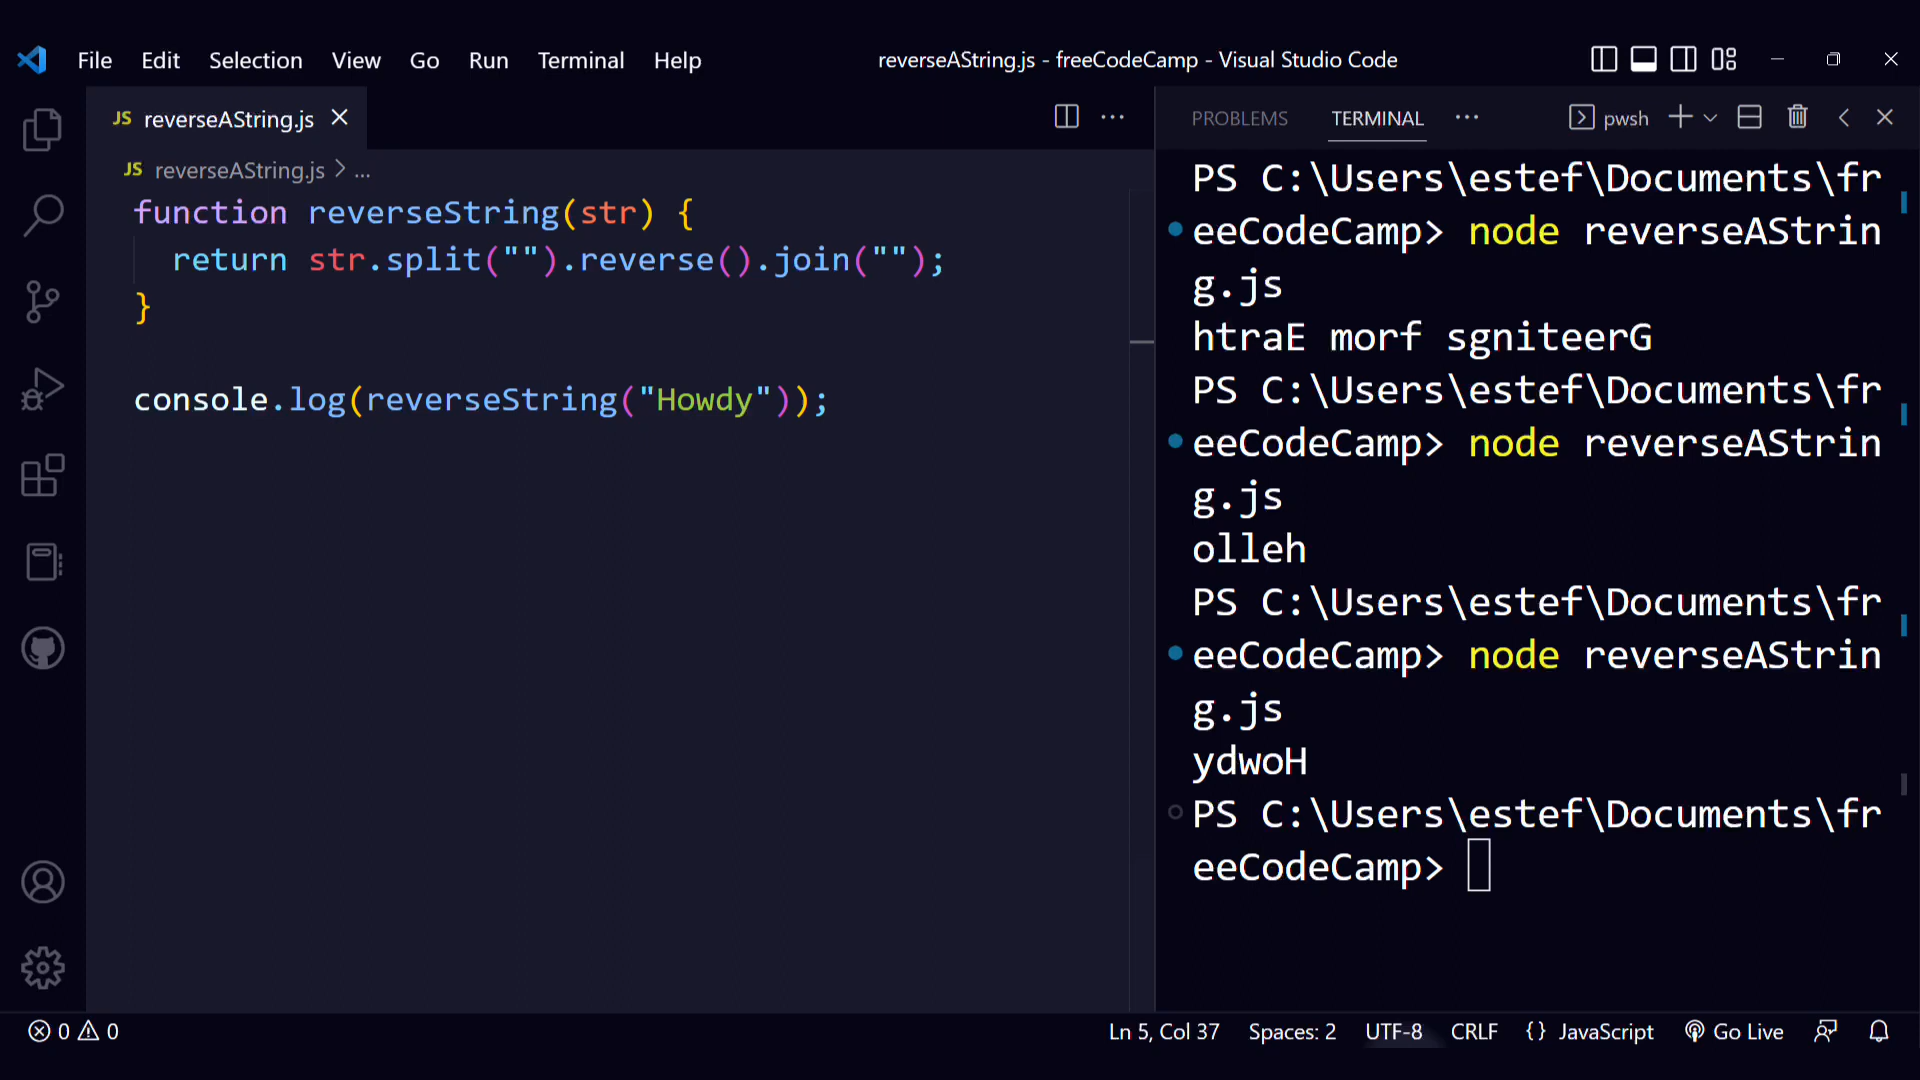 File Edit Selection View Go Run Terminal Help
reverseAString.js - freeCodeCamp - Visual Studio Code
JS reverseAString.js
JS reverseAString.js > ...
function reverseString(str) {
  return str.split("").reverse().join("");
}
console.log(reverseString("Howdy"));
PROBLEMS TERMINAL ... pwsh
PS C:\Users\estef\Documents\fr
eeCodeCamp> node reverseAStrin
g.js
htraE morf sgniteerG
PS C:\Users\estef\Documents\fr
eeCodeCamp> node reverseAStrin
g.js
olleh
PS C:\Users\estef\Documents\fr
eeCodeCamp> node reverseAStrin
g.js
ydwoH
PS C:\Users\estef\Documents\fr
eeCodeCamp>
0 0 Ln 5, Col 37 Spaces: 2 UTF-8 CRLF {} JavaScript Go Live